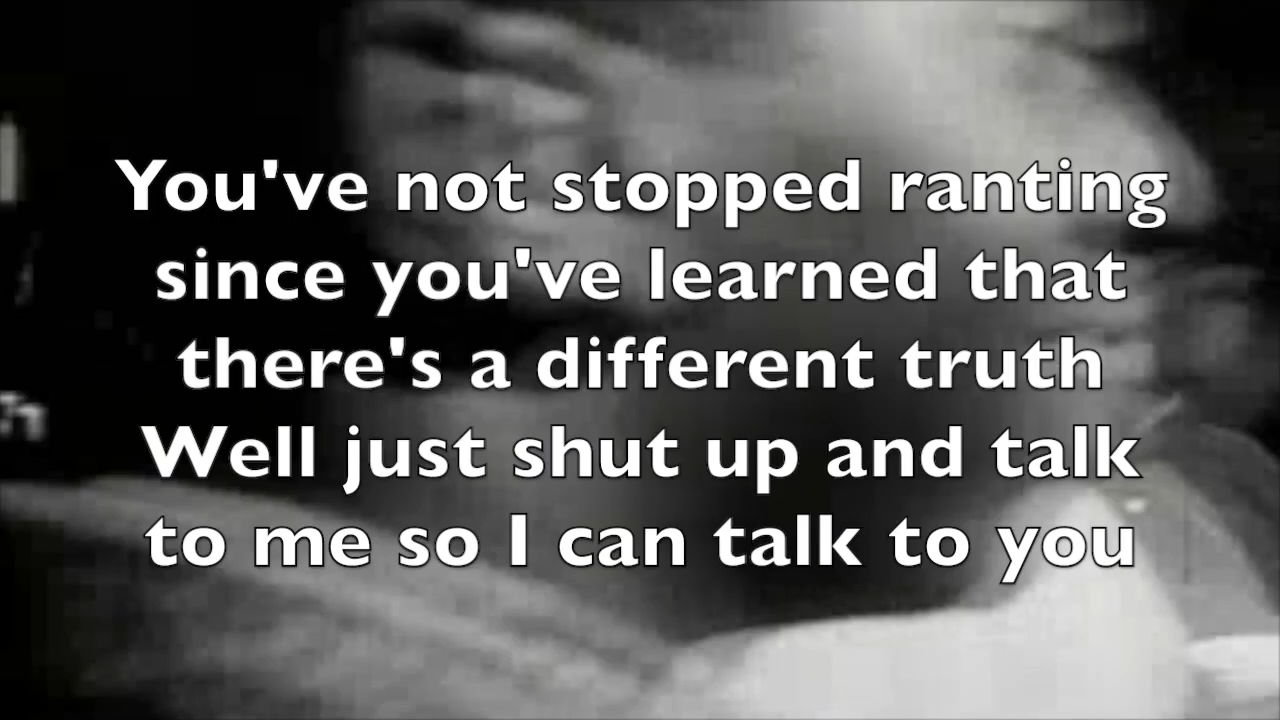 You've not stopped ranting
since you've learned that
there's a different truth
Well just shut up and talk
to me so I can talk to you